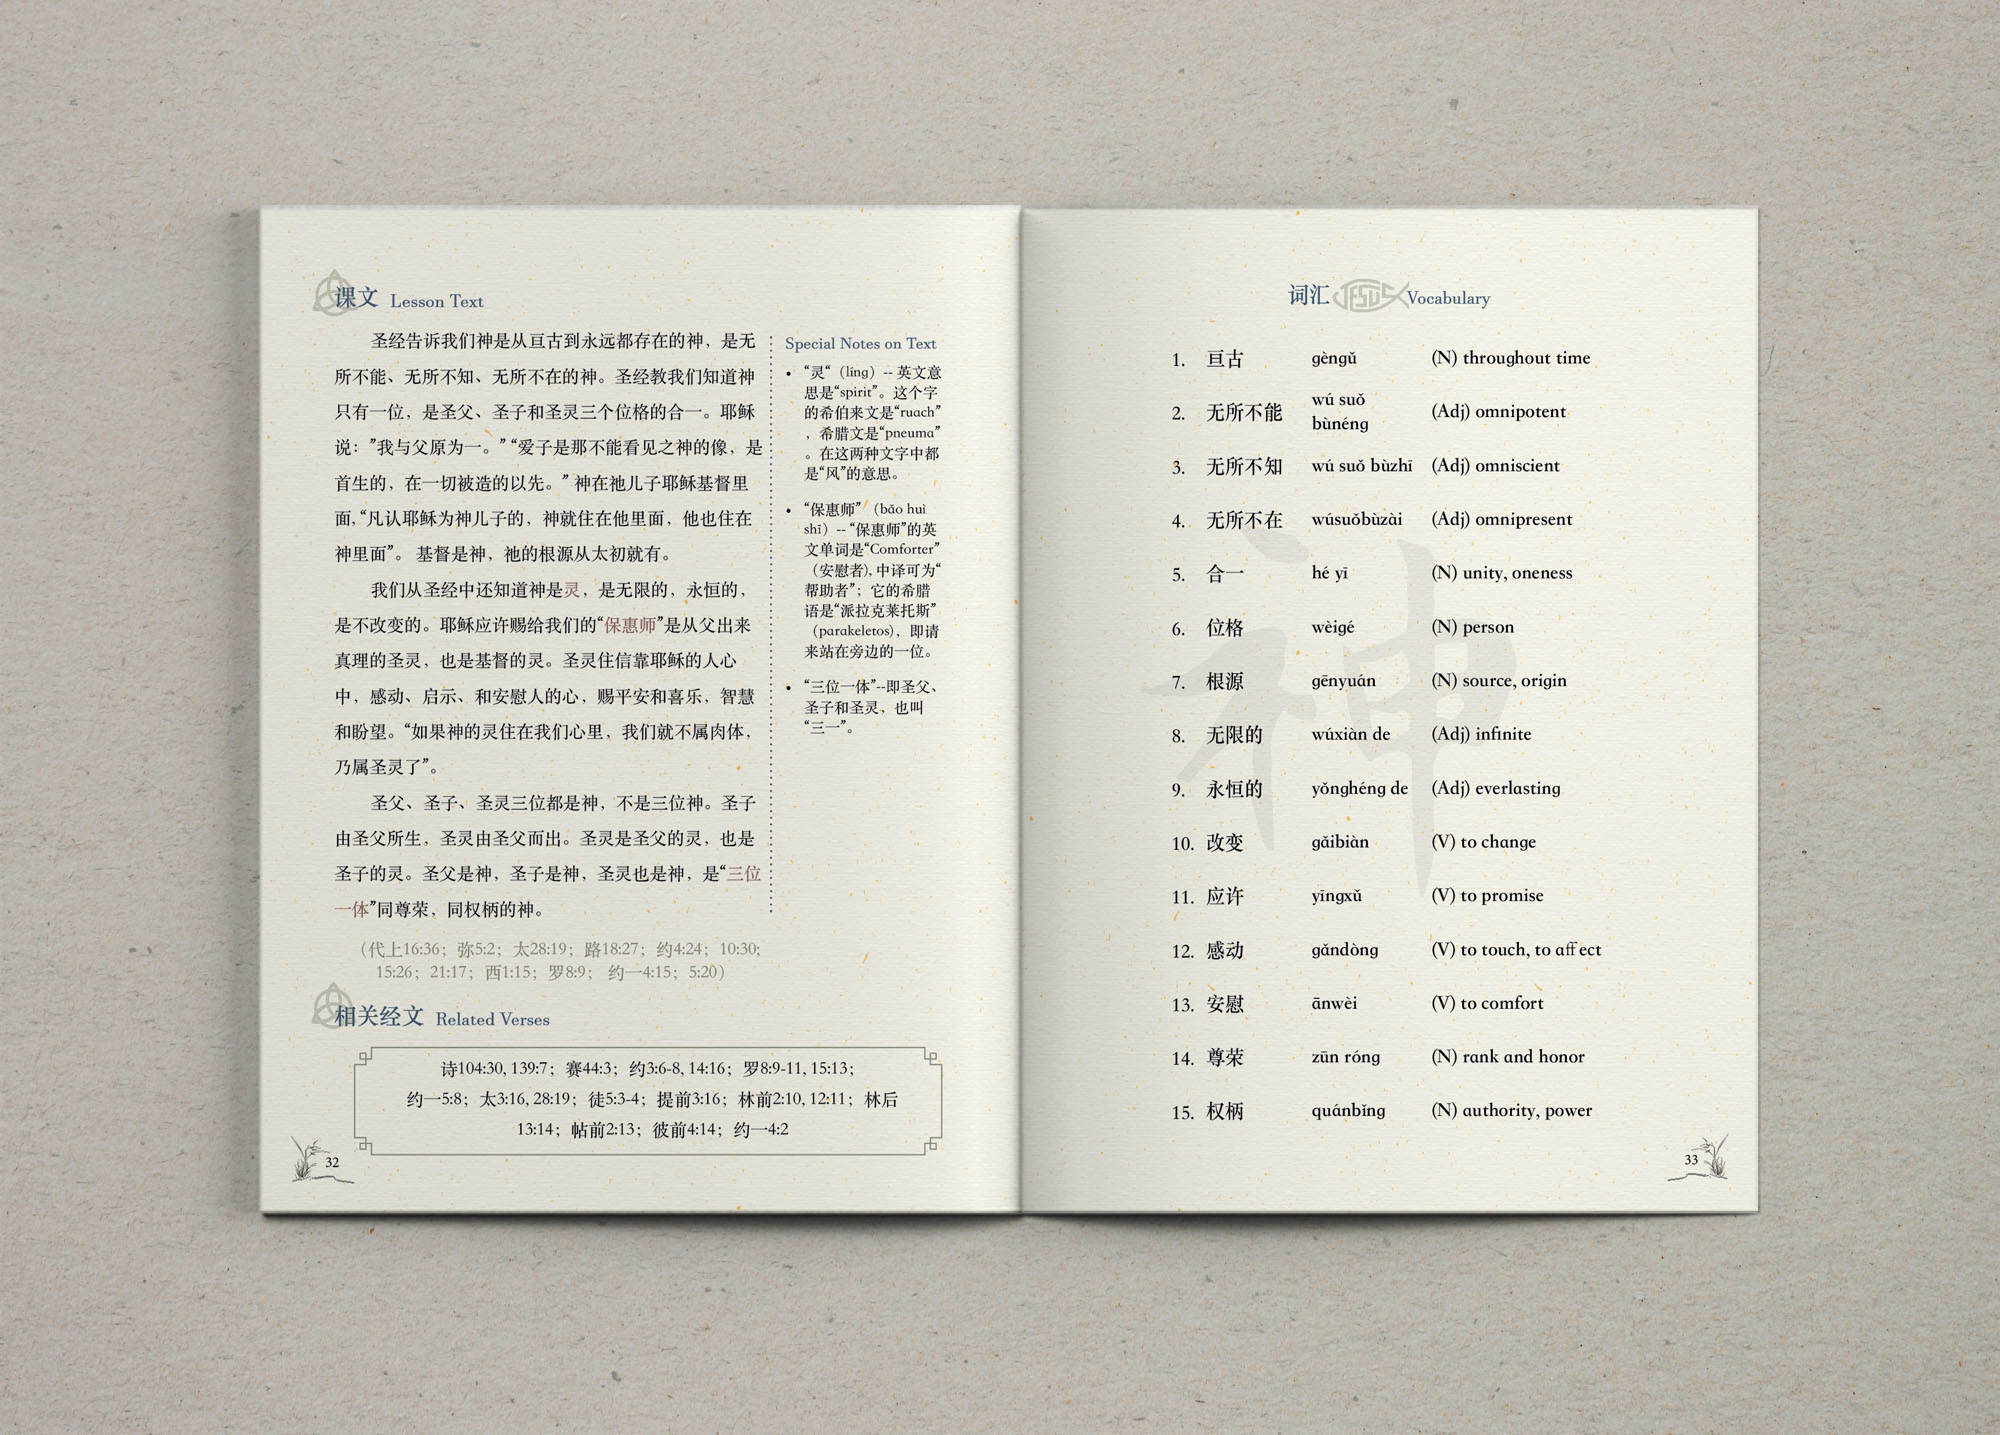 课文 Lesson Text
圣经告诉我们神是从亘古到永远都存在的神，是无
所不能、无所不知、无所不在的神。圣经教我们知道神
只有一位，是圣父、圣子和圣灵三个位格的合一。耶稣
说：”我与父原为一。” “爱子是那不能看见之神的像，是
首生的，在一切被造的以先。” 神在祂儿子耶稣基督里
面，“凡认耶稣为神儿子的，神就住在他里面，他也住在
神里面”。 基督是神，祂的根源从太初就有。
我们从圣经中还知道神是灵，是无限的，永恒的，
是不改变的。耶稣应许赐给我们的“保惠师”是从父出来
真理的圣灵，也是基督的灵。圣灵住信靠耶稣的人心
中，感动、启示、和安慰人的心，赐平安和喜乐，智慧
和盼望。“如果神的灵住在我们心里，我们就不属肉体，
乃属圣灵了”。
圣父、圣子、圣灵三位都是神，不是三位神。圣子
由圣父所生，圣灵由圣父而出。圣灵是圣父的灵，也是
圣子的灵。圣父是神，圣子是神，圣灵也是神，是“三位
一体”同尊荣，同权柄的神。
（代上16:36；弥5:2；太28:19；路18:27；约4:24；10:30;
15:26；21:17；西1:15；罗8:9； 约一4:15；5:20）
Special Notes on Text
• “灵“（líng）-- 英文意
思是“spirit”。这个字
的希伯来文是“ruach”
，希腊文是“pneuma”
。在这两种文字中都
是“风”的意思。
• “保惠师”（bǎo huì
shī）-- “保惠师”的英
文单词是“Comforter”
（安慰者), 中译可为“
帮助者”；它的希腊
语是“派拉克莱托斯”
（parakeletos)，即请
来站在旁边的一位。
• “三位一体”--即圣父、
圣子和圣灵，也叫
“三一”。
相关经文 Related Verses
诗104:30, 139:7；赛44:3；约3:6-8, 14:16；罗8:9-11, 15:13；
约一5:8；太3:16, 28:19；徒5:3-4；提前3:16；林前2:10, 12:11；林后
13:14；帖前2:13；彼前4:14；约一4:2
32
词汇 JESUS Vocabulary
神
1. 亘古 gèngǔ (N) throughout time
2. 无所不能 wú suǒ bùnéng (Adj) omnipotent
3. 无所不知 wú suǒ bùzhī (Adj) omniscient
4. 无所不在 wúsuǒbùzài (Adj) omnipresent
5. 合一 hé yī (N) unity, oneness
6. 位格 wèigé (N) person
7. 根源 gēnyuán (N) source, origin
8. 无限的 wúxiàn de (Adj) infinite
9. 永恒的 yǒnghéng de (Adj) everlasting
10. 改变 gǎibiàn (V) to change
11. 应许 yīngxǔ (V) to promise
12. 感动 gǎndòng (V) to touch, to affect
13. 安慰 ānwèi (V) to comfort
14. 尊荣 zūn róng (N) rank and honor
15. 权柄 quánbǐng (N) authority, power
33